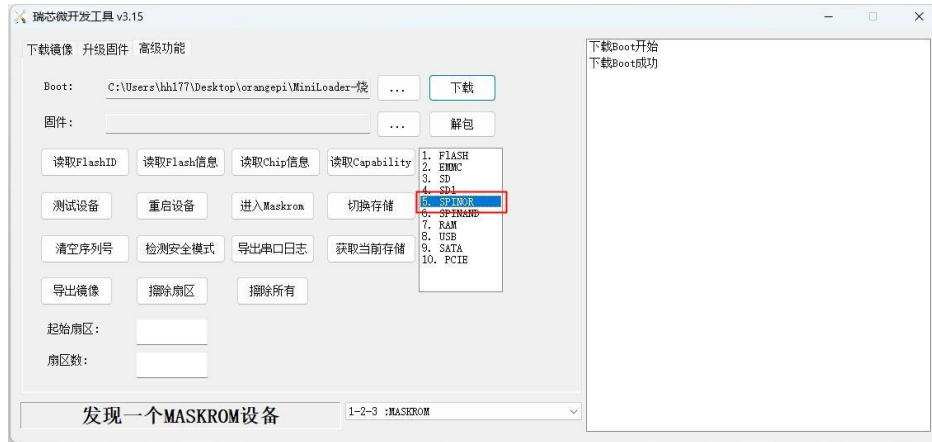 瑞芯微开发工具 v3.15
下载镜像 升级固件 高级功能
Boot: C:\Users\hh177\Desktop\orangepi\MiniLoader-烧 ... 下载
固件: ... 解包
读取FlashID 读取Flash信息 读取Chip信息 读取Capability
测试设备 重启设备 进入Maskrom 切换存储
清空序列号 检测安全模式 导出串口日志 获取当前存储
导出镜像 擦除扇区 擦除所有
起始扇区:
扇区数:
1. FlASH
2. EMMC
3. SD
4. SD1
5. SPINOR
6. SPINAND
7. RAM
8. USB
9. SATA
10. PCIE
发现一个MASKROM设备 1-2-3 :MASKROM
下载Boot开始
下载Boot成功